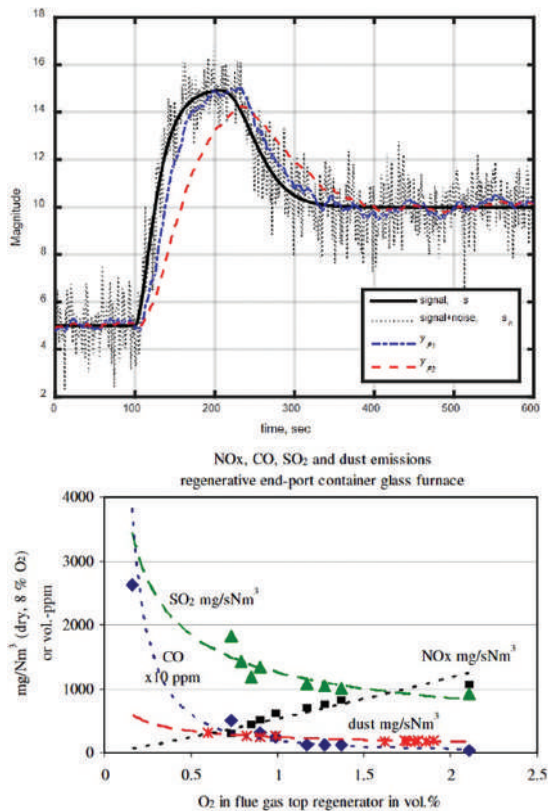 18
16
14
12
10
8
6
4
2
Magnitude
0 100 200 300 400 500 600
time, sec
signal, s
signal+noise, s n
y F1
y F2
NOx, CO, SO2 and dust emissions
regenerative end-port container glass furnace
4000
3000
2000
1000
0
mg/Nm3 (dry, 8 % O2)
or vol.-ppm
SO2 mg/sNm3
CO
x10 ppm
NOx mg/sNm3
dust mg/sNm3
0 0.5 1 1.5 2 2.5
O2 in flue gas top regenerator in vol.%